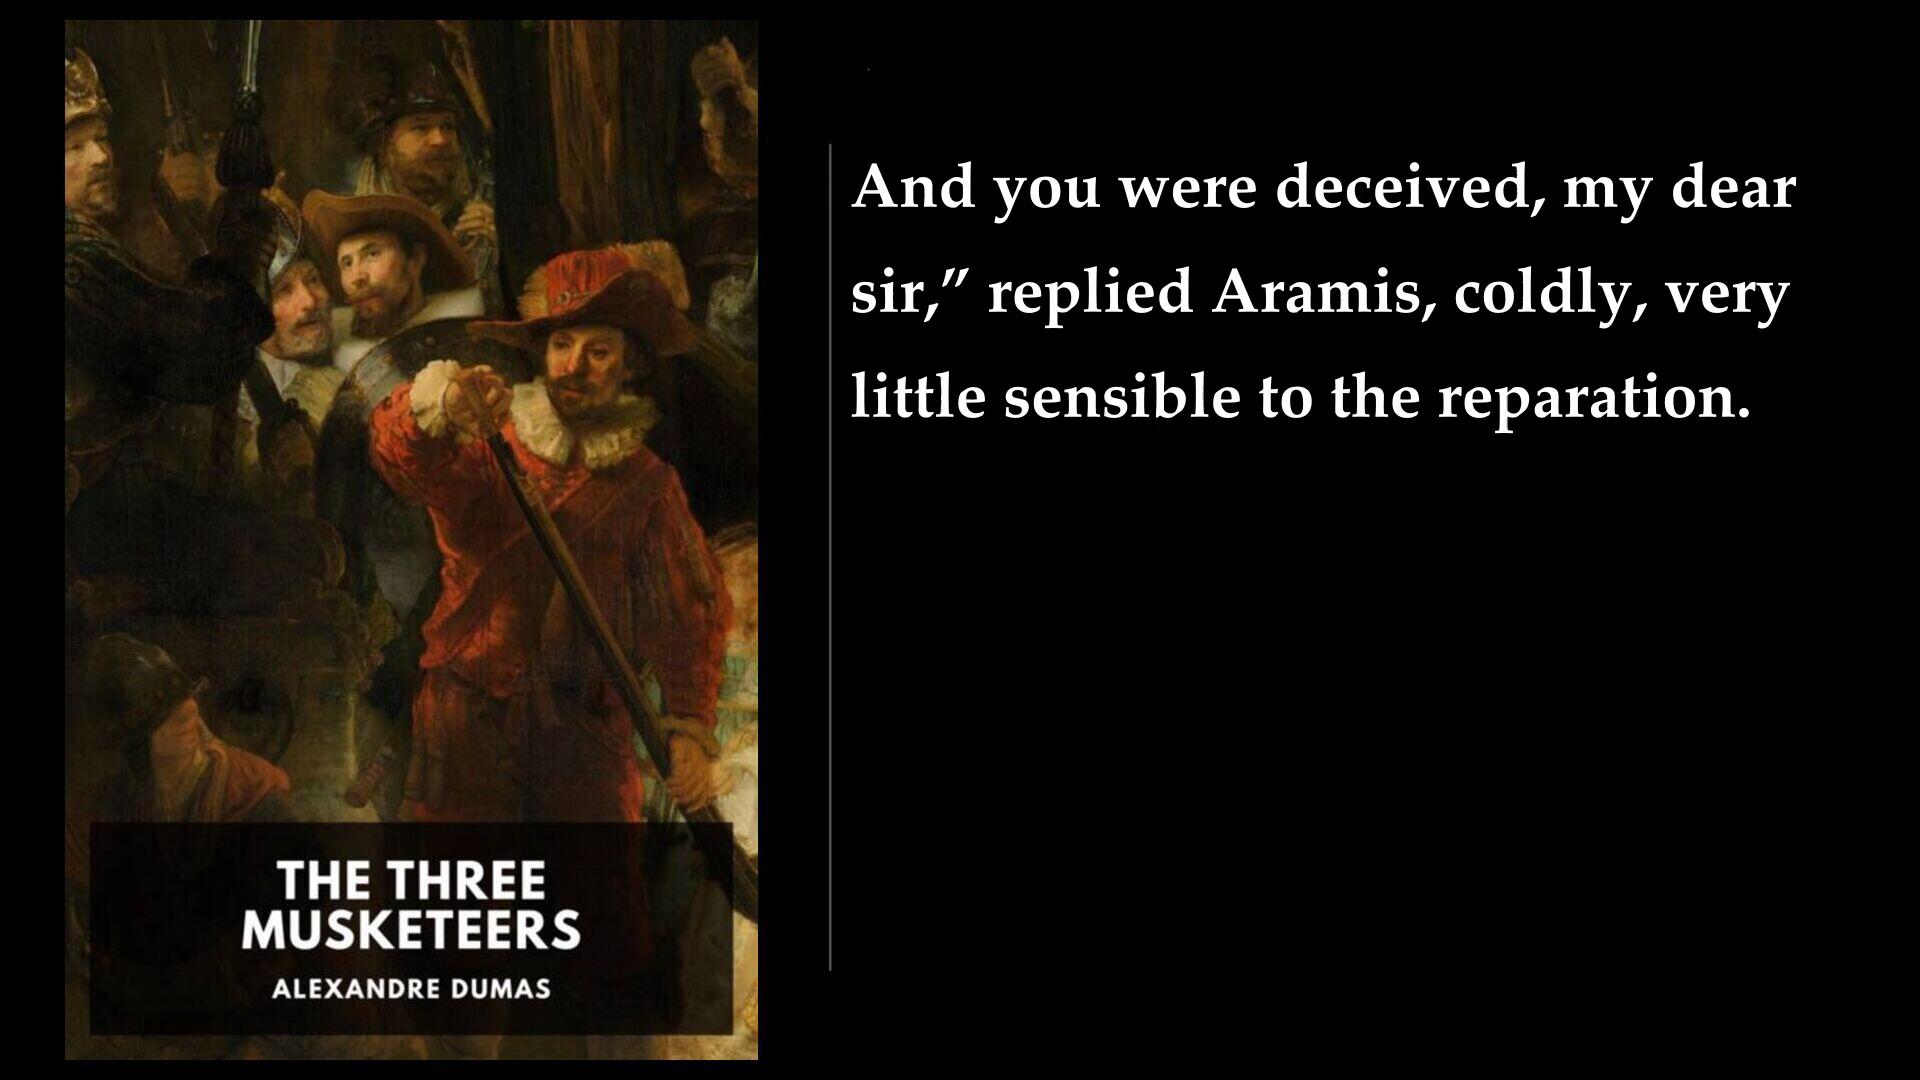 And you were deceived, my dear
sir,” replied Aramis, coldly, very
little sensible to the reparation.
THE THREE
MUSKETEERS
ALEXANDRE DUMAS